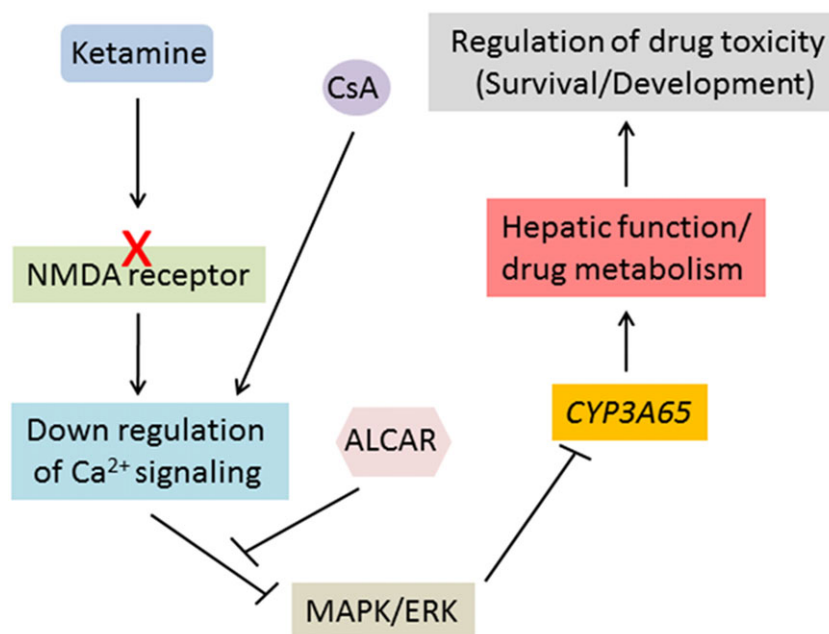 Ketamine
CsA
Regulation of drug toxicity
(Survival/Development)
X
NMDA receptor
Hepatic function/
drug metabolism
Down regulation
of Ca²⁺ signaling
ALCAR
CYP3A65
MAPK/ERK